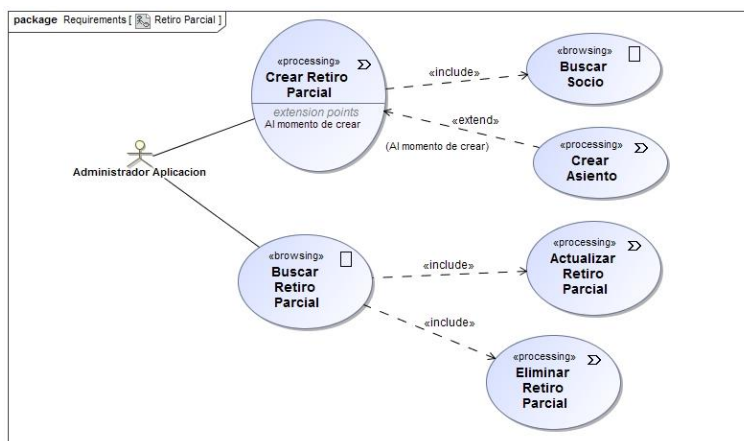 package Requirements [ Retiro Parcial ]
«processing»
Crear Retiro
Parcial
extension points
Al momento de crear
«include»
«browsing»
Buscar
Socio
«extend»
(Al momento de crear)
«processing»
Crear
Asiento
Administrador Aplicacion
«browsing»
Buscar
Retiro
Parcial
«include»
«processing»
Actualizar
Retiro
Parcial
«include»
«processing»
Eliminar
Retiro
Parcial